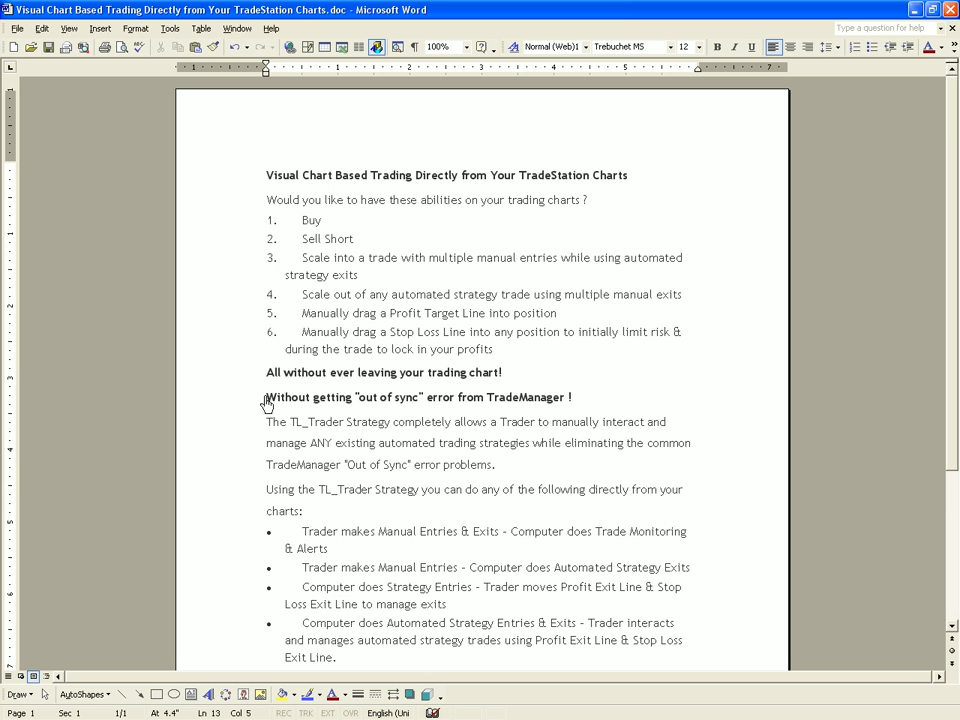 Visual Chart Based Trading Directly from Your TradeStation Charts.doc - Microsoft Word
File Edit View Insert Format Tools Table Window Help Type a question for help
100% Normal (Web)1 Trebuchet MS 12 B I U A
1 1 2 3 4 5 7
Visual Chart Based Trading Directly from Your TradeStation Charts
Would you like to have these abilities on your trading charts ?
1. Buy
2. Sell Short
3. Scale into a trade with multiple manual entries while using automated
strategy exits
4. Scale out of any automated strategy trade using multiple manual exits
5. Manually drag a Profit Target Line into position
6. Manually drag a Stop Loss Line into any position to initially limit risk &
during the trade to lock in your profits
All without ever leaving your trading chart!
Without getting "out of sync" error from TradeManager !
The TL_Trader Strategy completely allows a Trader to manually interact and
manage ANY existing automated trading strategies while eliminating the common
TradeManager "Out of Sync" error problems.
Using the TL_Trader Strategy you can do any of the following directly from your
charts:
• Trader makes Manual Entries & Exits - Computer does Trade Monitoring
& Alerts
• Trader makes Manual Entries - Computer does Automated Strategy Exits
• Computer does Strategy Entries - Trader moves Profit Exit Line & Stop
Loss Exit Line to manage exits
• Computer does Automated Strategy Entries & Exits - Trader interacts
and manages automated strategy trades using Profit Exit Line & Stop Loss
Exit Line.
Draw AutoShapes
Page 1 Sec 1 1/1 At 4.4" Ln 13 Col 5 REC TRK EXT OVR English (Uni